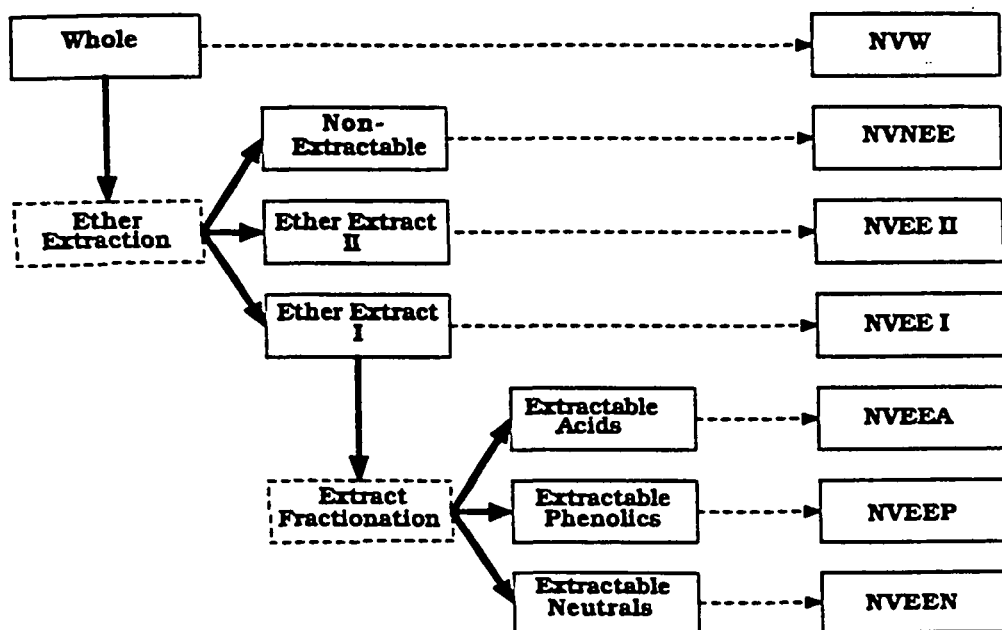 Whole
NVW
Non-
Extractable
NVNEE
Ether
Extraction
Ether Extract
II
NVEE II
Ether Extract
I
NVEE I
Extractable
Acids
NVEEA
Extract
Fractionation
Extractable
Phenolics
NVEEP
Extractable
Neutrals
NVEEN